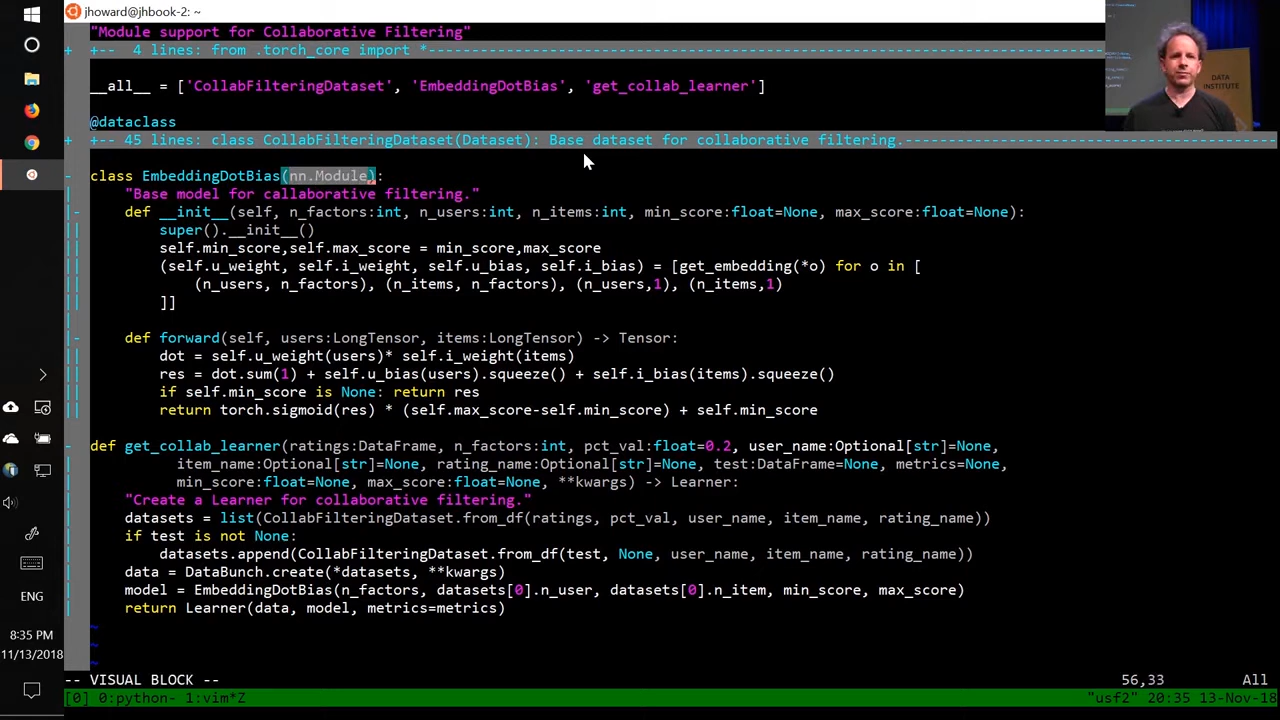 jhoward@jhbook-2: ~
"Module support for Collaborative Filtering"
+ +-- 4 lines: from .torch_core import *--------------------------------------------------------------------------------
__all__ = ['CollabFilteringDataset', 'EmbeddingDotBias', 'get_collab_learner']
@dataclass
+ +-- 45 lines: class CollabFilteringDataset(Dataset): Base dataset for collaborative filtering.-------------------------------------------
- class EmbeddingDotBias(nn.Module):
| "Base model for callaborative filtering."
|- def __init__(self, n_factors:int, n_users:int, n_items:int, min_score:float=None, max_score:float=None):
|| super().__init__()
|| self.min_score,self.max_score = min_score,max_score
|| (self.u_weight, self.i_weight, self.u_bias, self.i_bias) = [get_embedding(*o) for o in [
|| (n_users, n_factors), (n_items, n_factors), (n_users,1), (n_items,1)
|| ]]
|
|- def forward(self, users:LongTensor, items:LongTensor) -> Tensor:
|| dot = self.u_weight(users)* self.i_weight(items)
|| res = dot.sum(1) + self.u_bias(users).squeeze() + self.i_bias(items).squeeze()
|| if self.min_score is None: return res
|| return torch.sigmoid(res) * (self.max_score-self.min_score) + self.min_score
- def get_collab_learner(ratings:DataFrame, n_factors:int, pct_val:float=0.2, user_name:Optional[str]=None,
| item_name:Optional[str]=None, rating_name:Optional[str]=None, test:DataFrame=None, metrics=None,
| min_score:float=None, max_score:float=None, **kwargs) -> Learner:
| "Create a Learner for collaborative filtering."
| datasets = list(CollabFilteringDataset.from_df(ratings, pct_val, user_name, item_name, rating_name))
| if test is not None:
| datasets.append(CollabFilteringDataset.from_df(test, None, user_name, item_name, rating_name))
| data = DataBunch.create(*datasets, **kwargs)
| model = EmbeddingDotBias(n_factors, datasets[0].n_user, datasets[0].n_item, min_score, max_score)
| return Learner(data, model, metrics=metrics)
~
~
~
-- VISUAL BLOCK -- 56,33 All
[0] 0:python- 1:vim*Z "usf2" 20:35 13-Nov-18
ENG
8:35 PM
11/13/2018
DATA
INSTITUTE